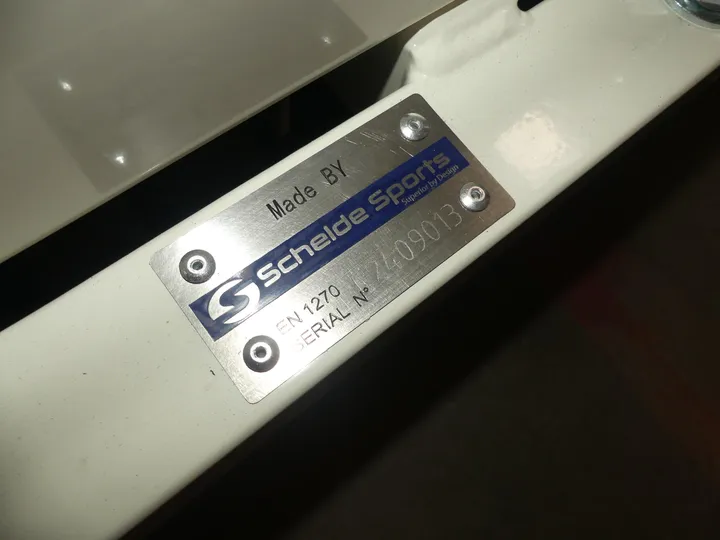 Made BY
Schelde Sports
Superior by Design
EN 1270
SERIAL N° 2409013